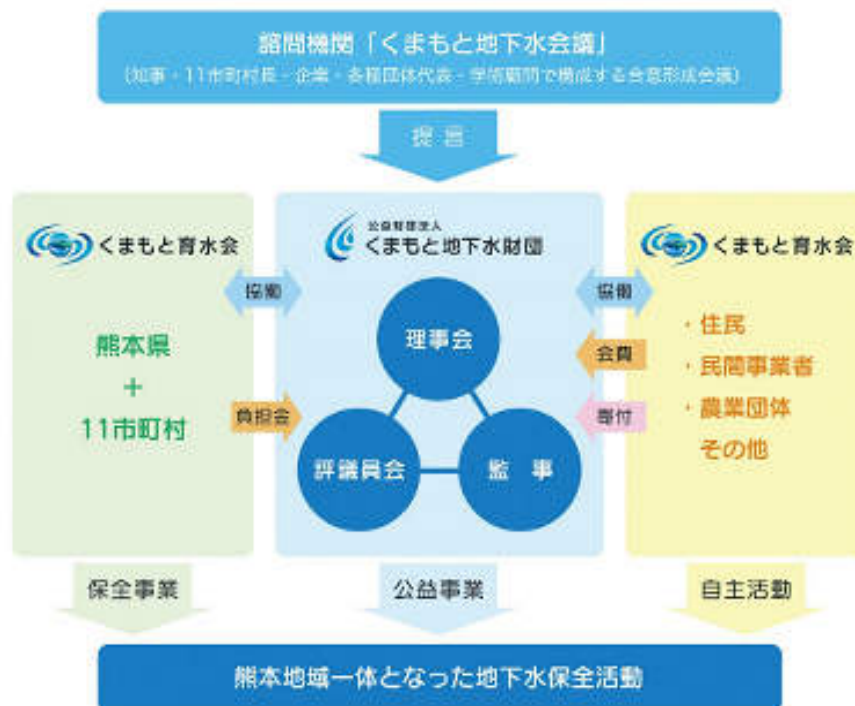 諮問機関「くまもと地下水会議」
(知事・11市町村長・企業・各種団体代表・学術顧問で構成する合意形成会議)
提言
くまもと育水会
熊本県
+
11市町村
協働
負担金
公益財団法人
くまもと地下水財団
理事会
評議員会
監 事
協働
会費
寄付
くまもと育水会
・住民
・民間事業者
・農業団体
その他
保全事業
公益事業
自主活動
熊本地域一体となった地下水保全活動